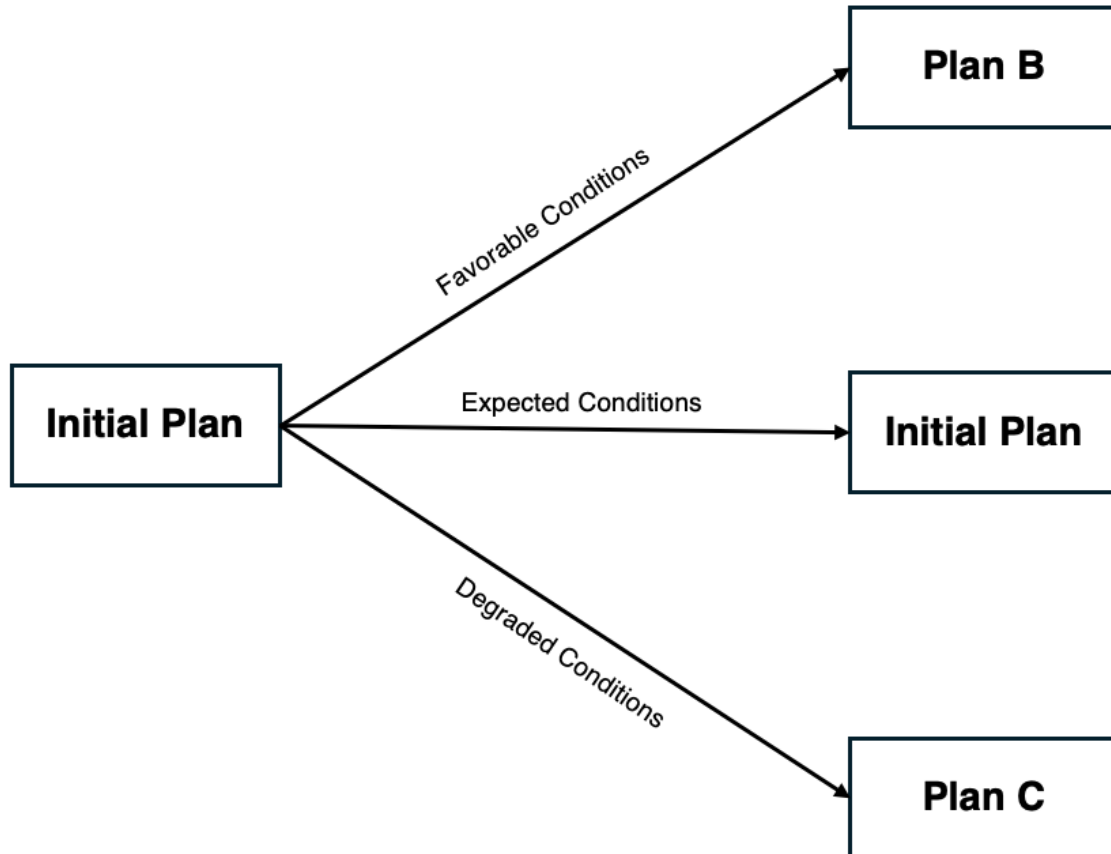 Plan B
Favorable Conditions
Initial Plan
Expected Conditions
Initial Plan
Degraded Conditions
Plan C